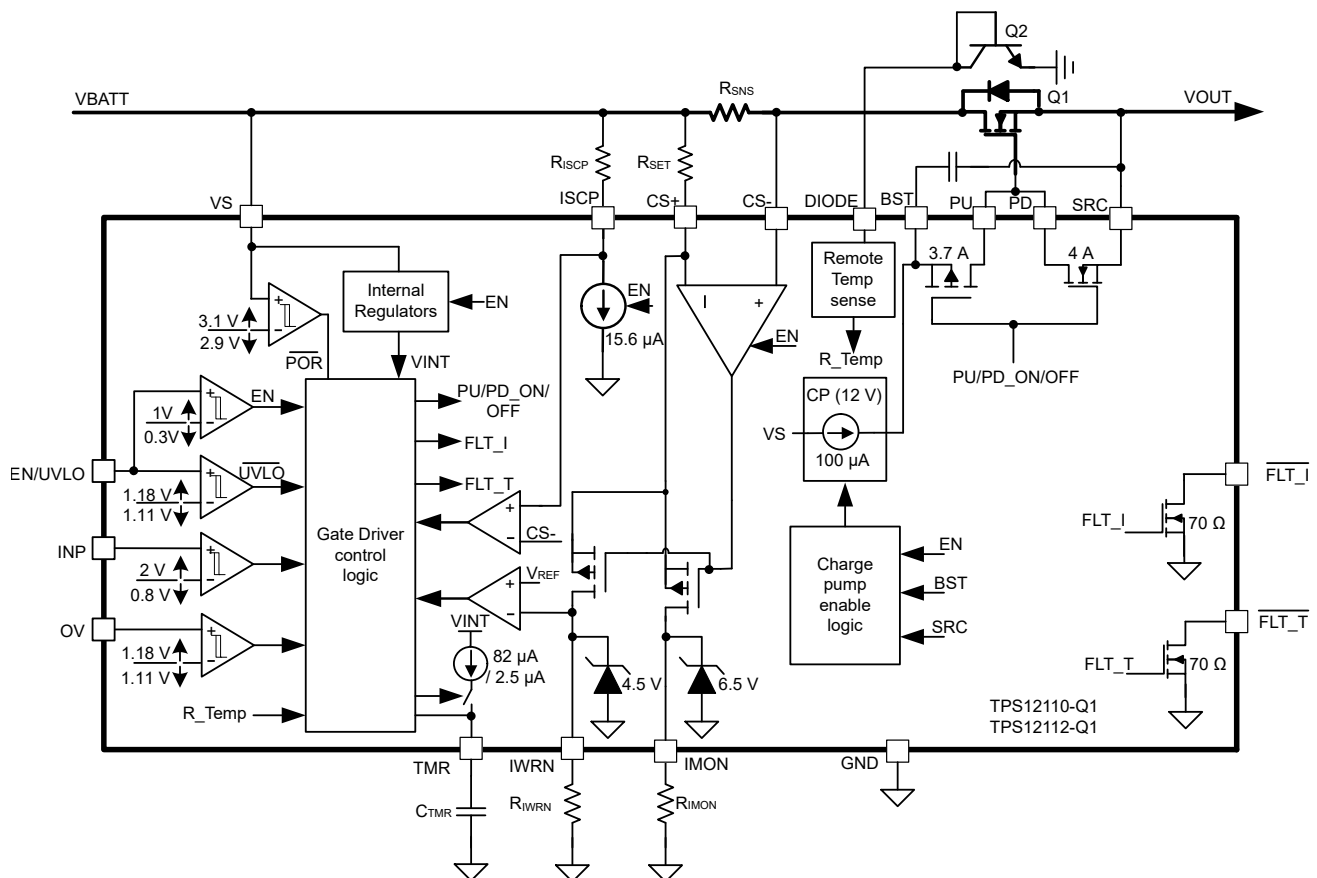 Q2
RSNS
Q1
VBATT
VOUT
RISCP
RSET
VS
ISCP
CS+
CS-
DIODE
BST
PU
PD
SRC
3.7 A
4 A
Remote
Temp
sense
Internal
Regulators
EN
EN
I
+
15.6 µA
EN
3.1 V
2.9 V
+
−
POR
VINT
R_Temp
PU/PD_ON/OFF
CP (12 V)
VS
100 µA
EN
1V
0.3V
+
−
PU/PD_ON/
OFF
FLT_I
FLT_T
EN/UVLO
UVLO
1.18 V
1.11 V
+
−
+
−
CS-
Gate Driver
control
logic
INP
2 V
0.8 V
+
−
VREF
+
−
Charge
pump
enable
logic
EN
BST
SRC
FLT_I
FLT_I
70 Ω
OV
1.18 V
1.11 V
+
−
VINT
82 µA
/ 2.5 µA
4.5 V
6.5 V
FLT_T
FLT_T
70 Ω
R_Temp
TPS12110-Q1
TPS12112-Q1
TMR
IWRN
IMON
GND
CTMR
RIWRN
RIMON